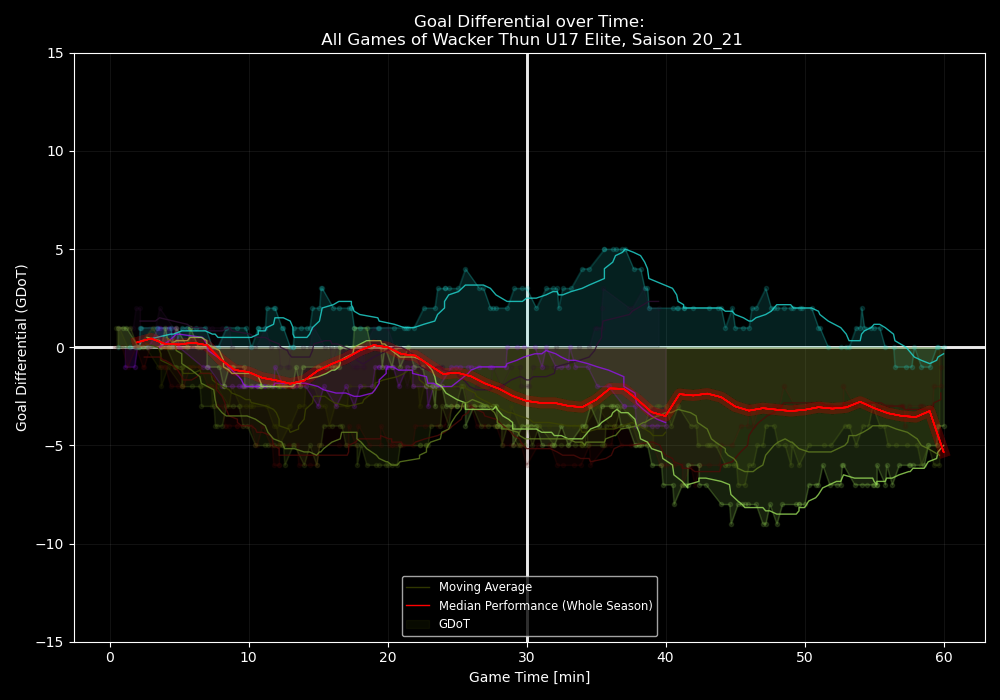 Goal Differential over Time:
All Games of Wacker Thun U17 Elite, Saison 20_21
Goal Differential (GDoT)
15
10
5
0
−5
−10
−15
Moving Average
Median Performance (Whole Season)
GDoT
0 10 20 30 40 50 60
Game Time [min]